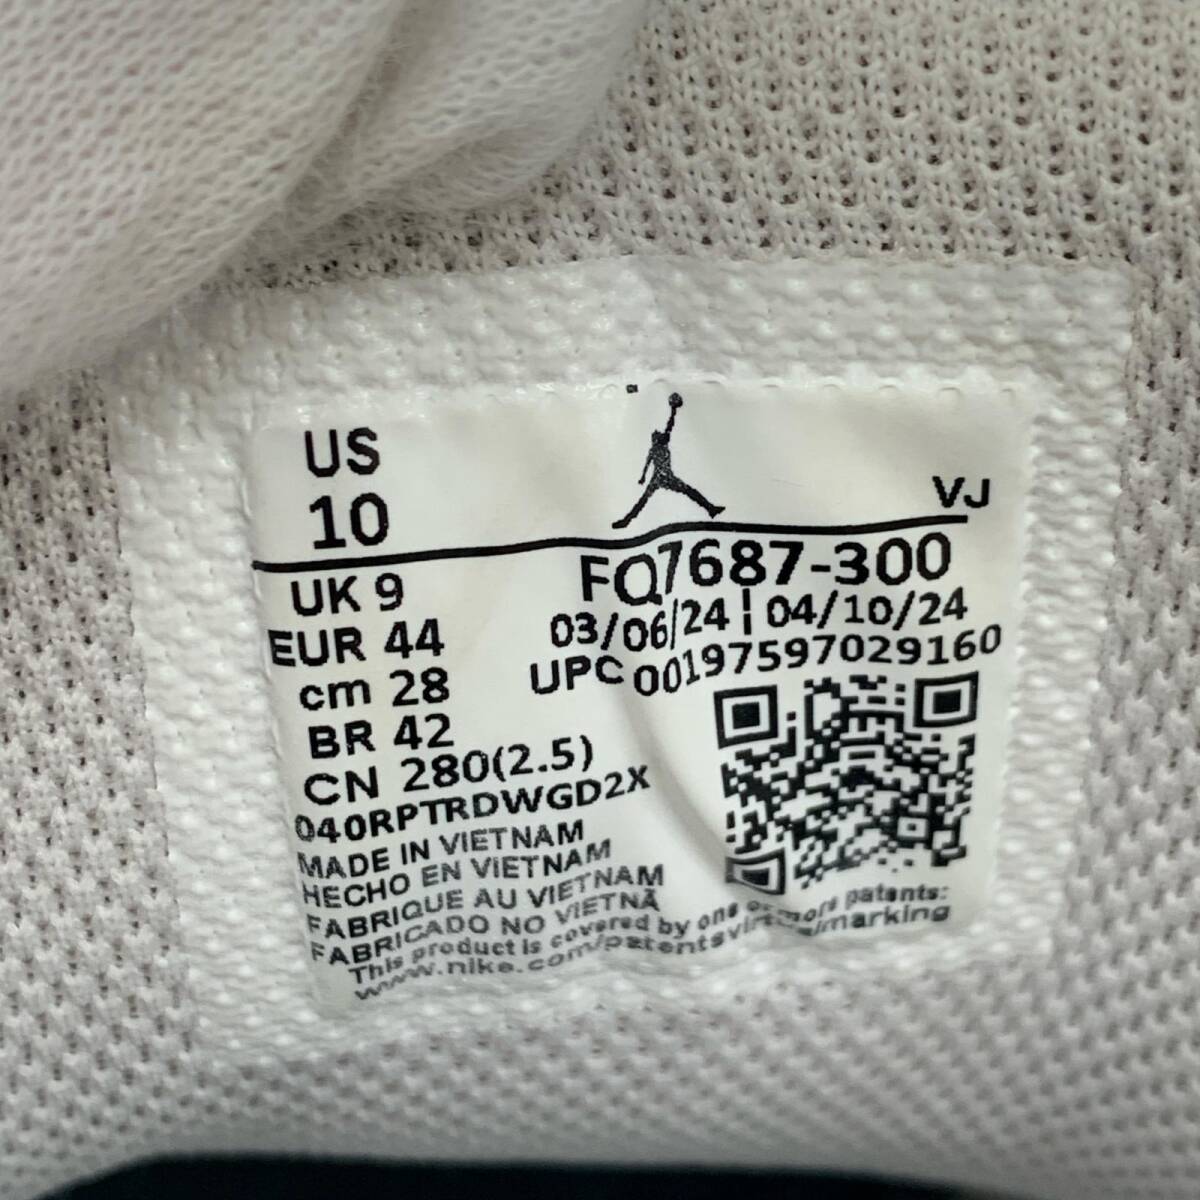 US
10
VJ
UK 9
EUR 44
cm 28
BR 42
CN 280(2.5)
FQ7687-300
03/06/24 ¦ 04/10/24
UPC 00197597029160
040RPTRDWGD2X
MADE IN VIETNAM
HECHO EN VIETNAM
FABRIQUE AU VIETNAM
FABRICADO NO VIETNÃ
This product is covered by one or more patents:
www.nike.com/patentsvirtualmarking